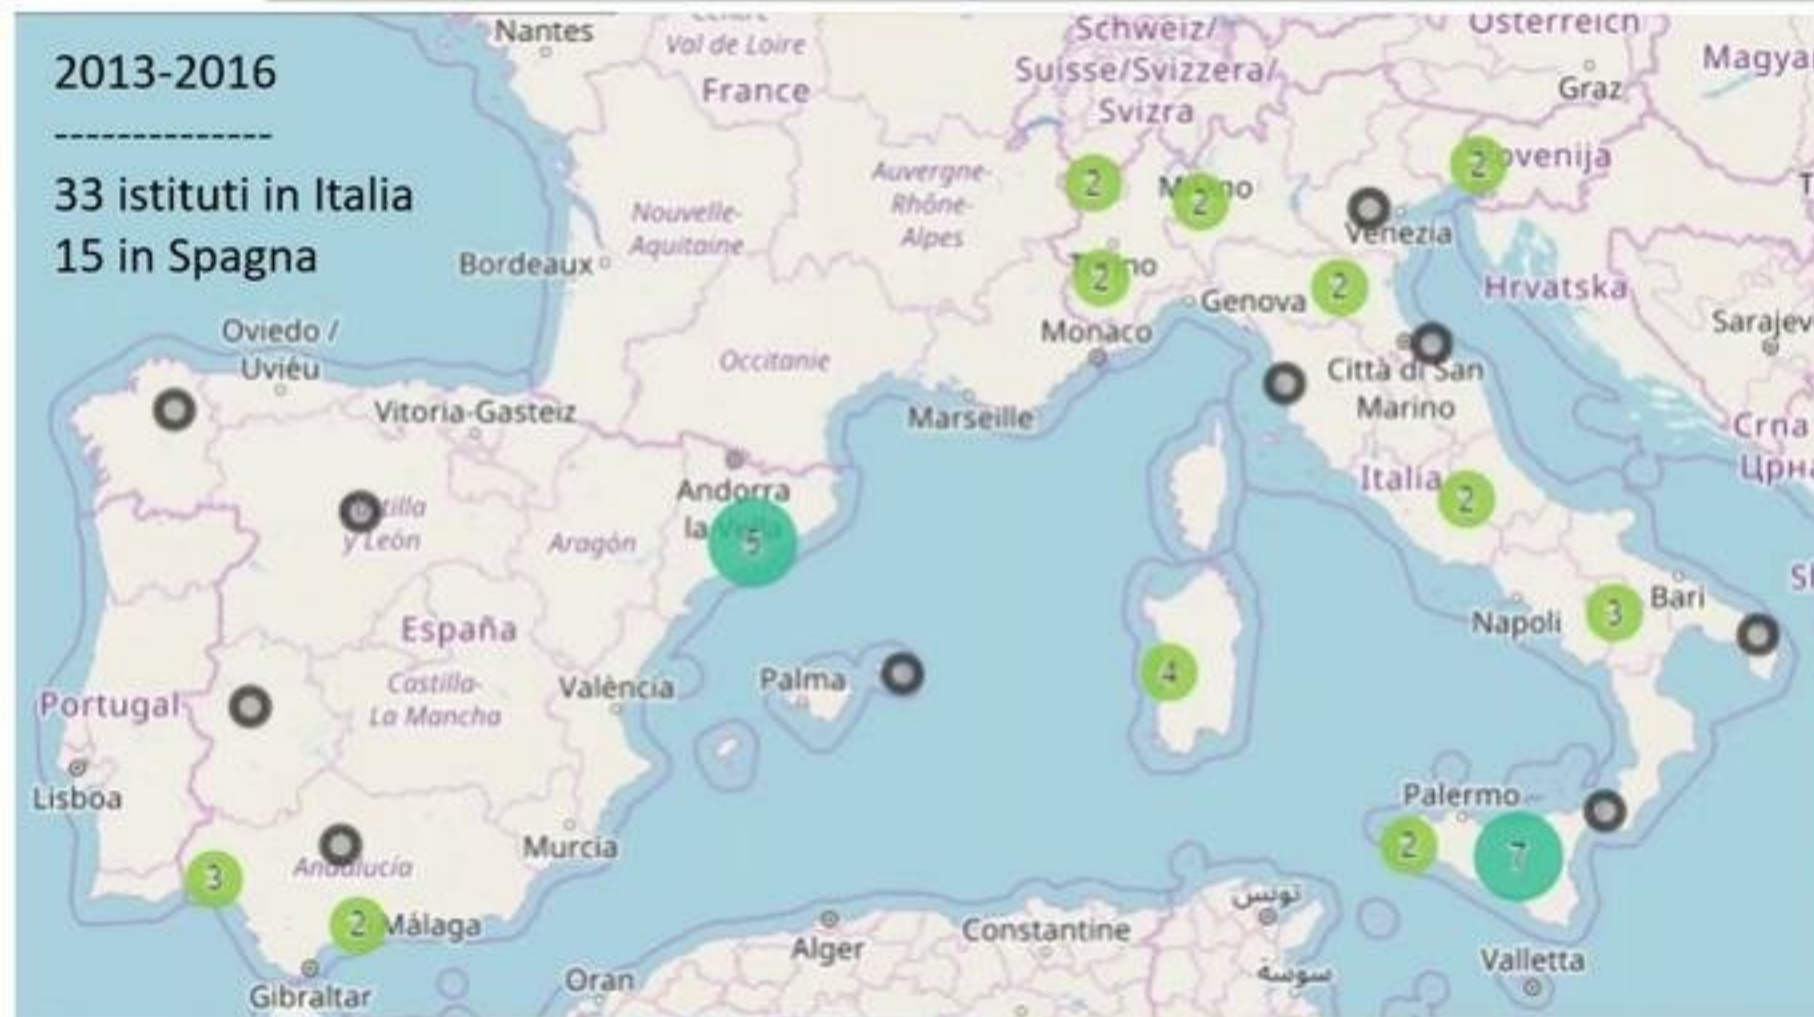 2013-2016
--------------
33 istituti in Italia
15 in Spagna
Nantes
Val de Loire
France
Schweiz/
Suisse/Svizzera/
Svizra
Österreich
Graz
Auvergne-
Rhône-
Alpes
2
2
2
Venezia
Nouvelle-
Aquitaine
Bordeaux
2
Genova
2
Hrvatska
Monaco
Oviedo /
Uviéu
Occitanie
Città di San
Marino
Vitoria-Gasteiz
Marseille
Crna
Italia
2
Andorra
la
5
y León
Aragón
España
Napoli
3
Bari
Castilla-
La Mancha
València
Palma
4
Portugal
Lisboa
Palermo
2
7
Murcia
Andalucía
3
2
Málaga
Gibraltar
Oran
Alger
Constantine
تونس
سوسة
Valletta